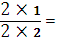 2 × 1
2 × 2 =